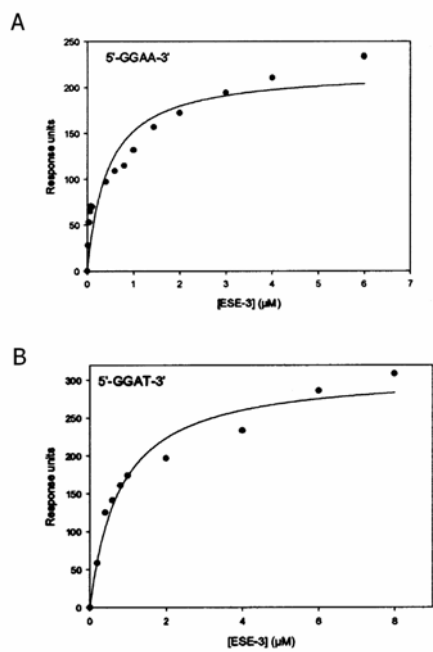 A
5'-GGAA-3'
Response units
250
200
150
100
50
0
0 1 2 3 4 5 6 7
[ESE-3] (µM)
B
5'-GGAT-3'
Response units
300
250
200
150
100
50
0
0 2 4 6 8
[ESE-3] (µM)